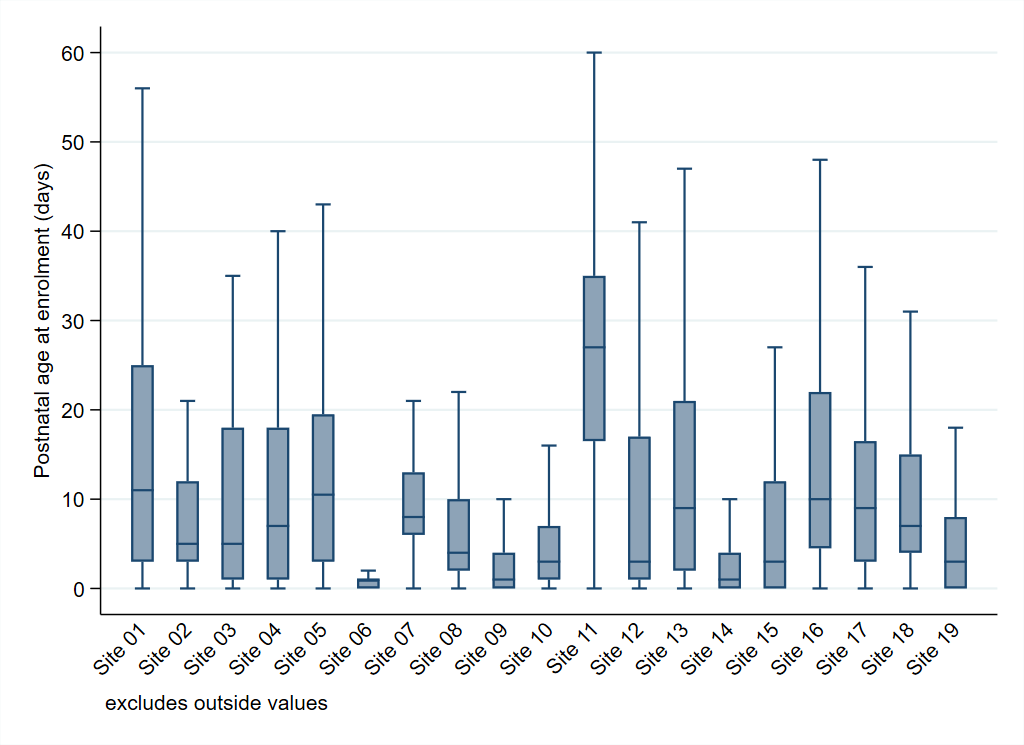 Postnatal age at enrolment (days)
60
50
40
30
20
10
0
Site 01
Site 02
Site 03
Site 04
Site 05
Site 06
Site 07
Site 08
Site 09
Site 10
Site 11
Site 12
Site 13
Site 14
Site 15
Site 16
Site 17
Site 18
Site 19
excludes outside values